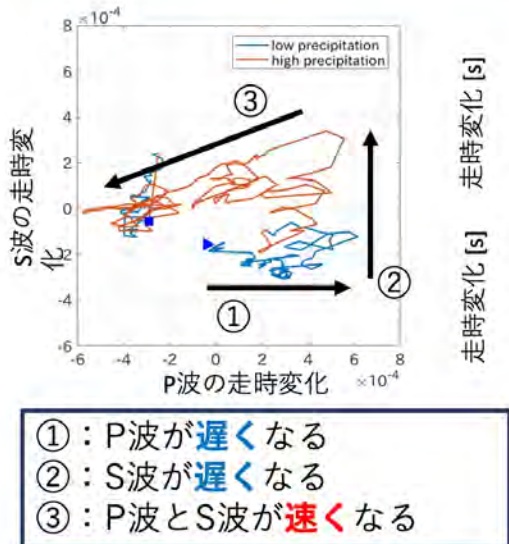 ×10⁻⁴
8
6
4
2
0
-2
-4
-6
low precipitation
high precipitation
③
②
①
S波の走時変
化
-6 -4 -2 0 2 4 6 8
P波の走時変化
×10⁻⁴
走時変化 [s]
走時変化 [s]
①：P波が遅くなる
②：S波が遅くなる
③：P波とS波が速くなる